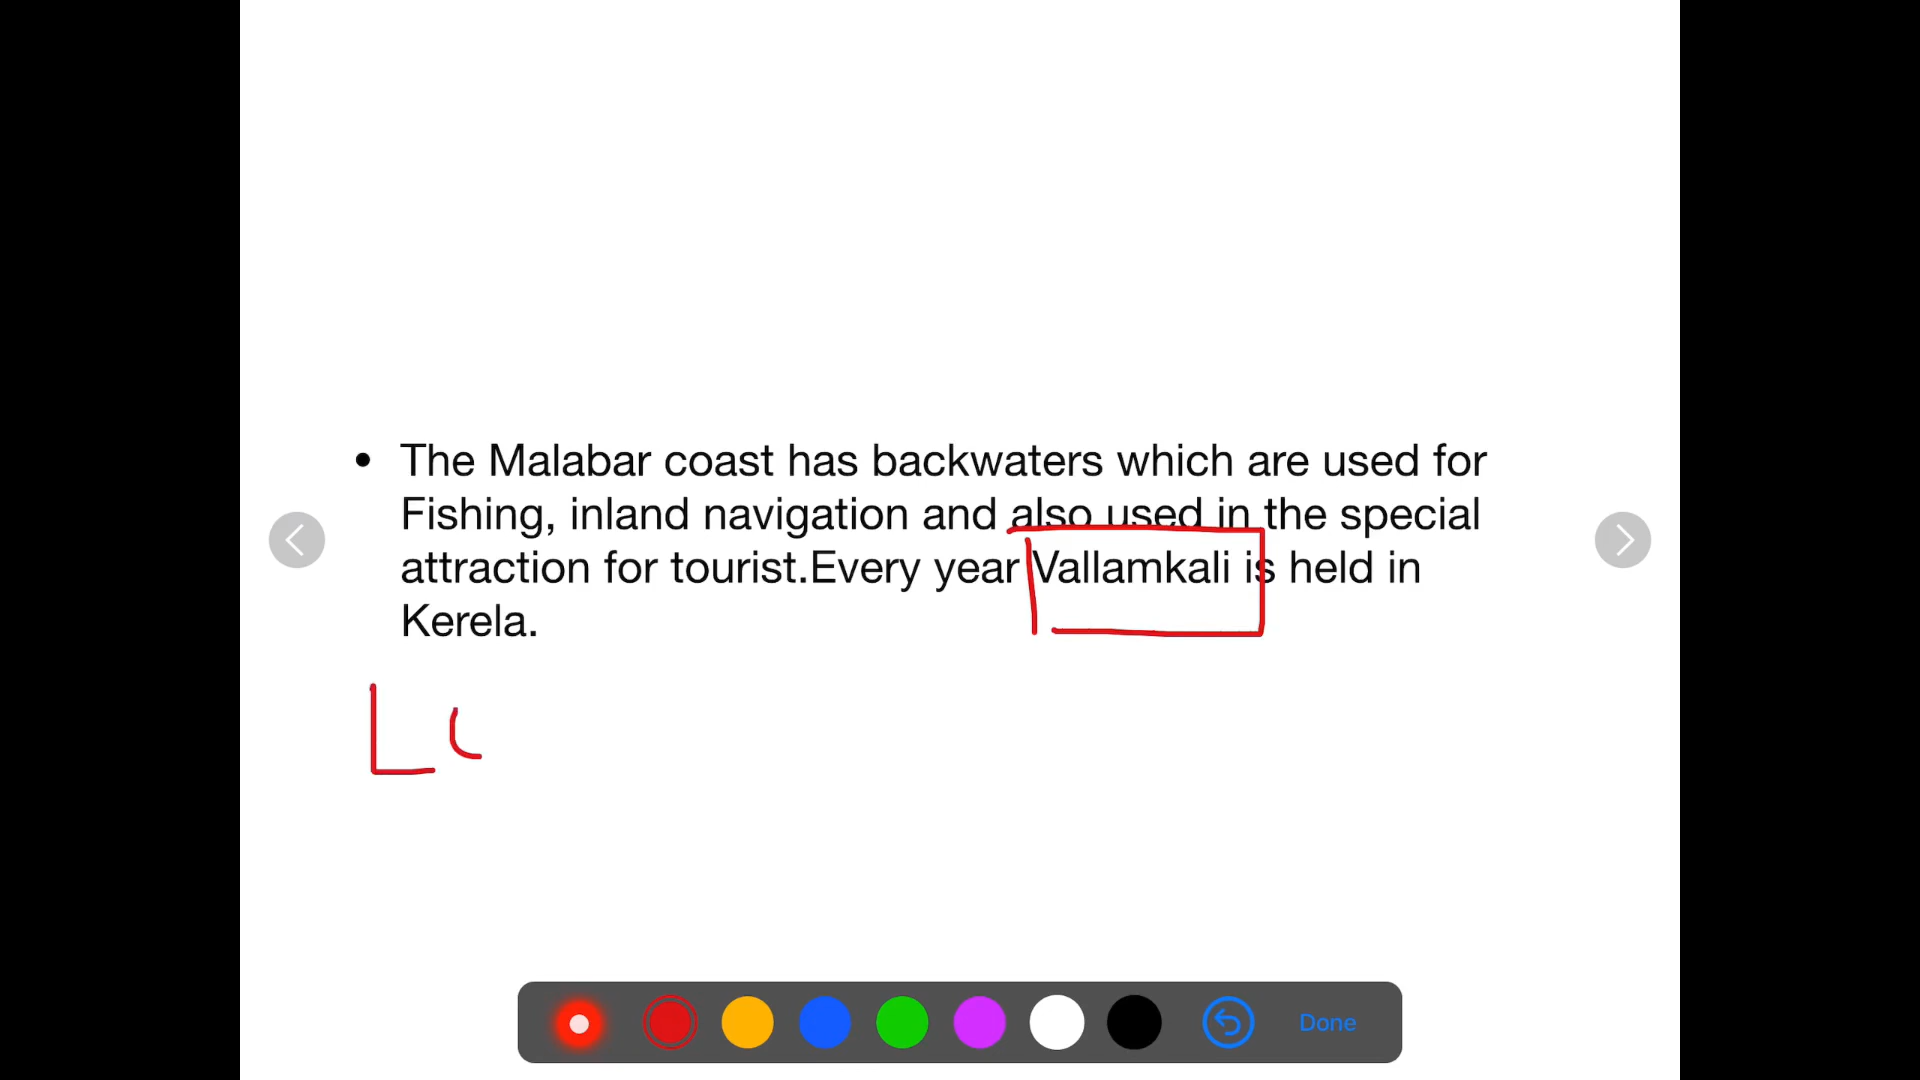 • The Malabar coast has backwaters which are used for
Fishing, inland navigation and also used in the special
attraction for tourist.Every year Vallamkali is held in
Kerela.
L
Done